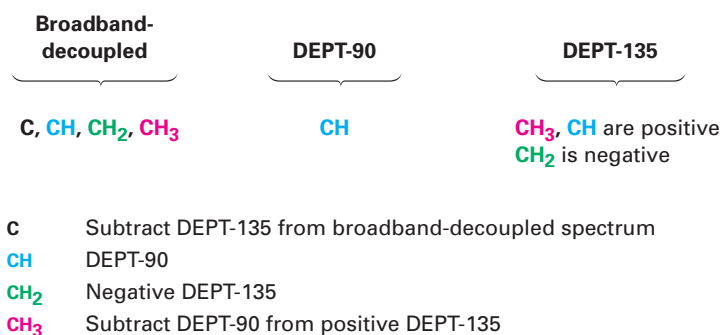 Broadband-
decoupled DEPT-90 DEPT-135
C, CH, CH₂, CH₃ CH CH₃, CH are positive
CH₂ is negative
C Subtract DEPT-135 from broadband-decoupled spectrum
CH DEPT-90
CH₂ Negative DEPT-135
CH₃ Subtract DEPT-90 from positive DEPT-135